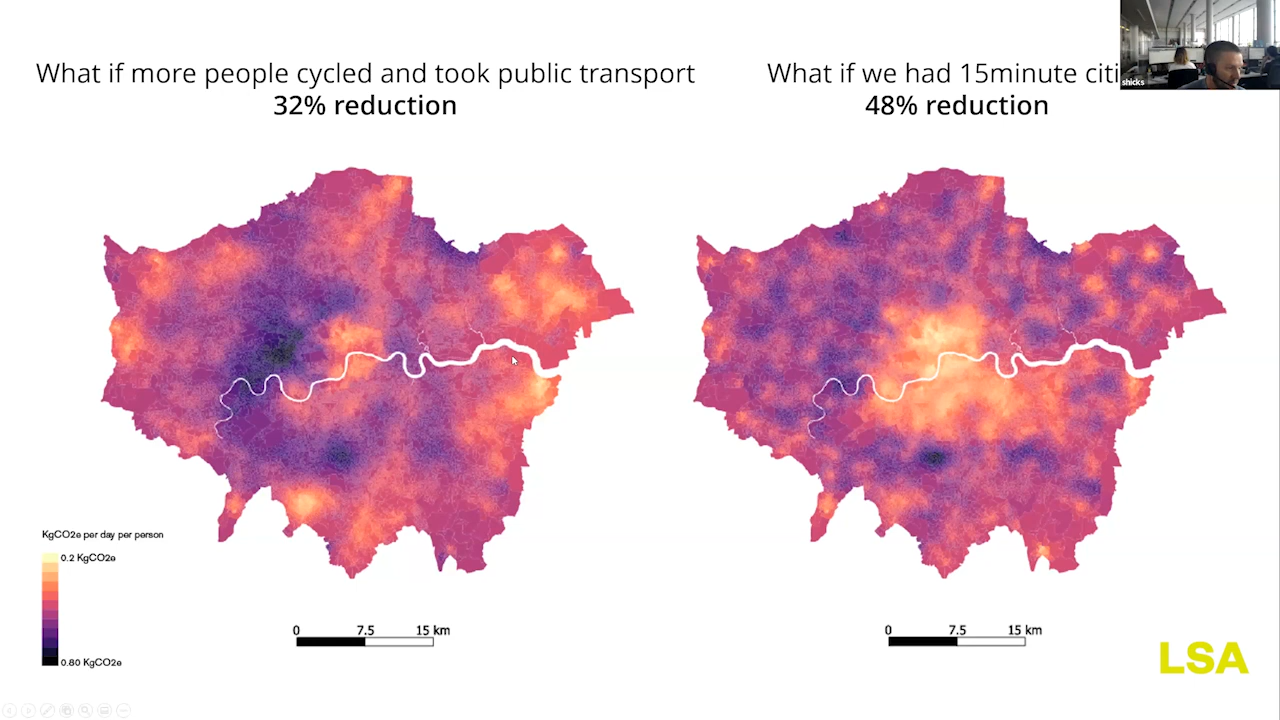 What if more people cycled and took public transport
32% reduction
What if we had 15minute citi
48% reduction
shicks
KgCO2e per day per person
0.2 KgCO2e
0.80 KgCO2e
0 7.5 15 km
0 7.5 15 km
LSA